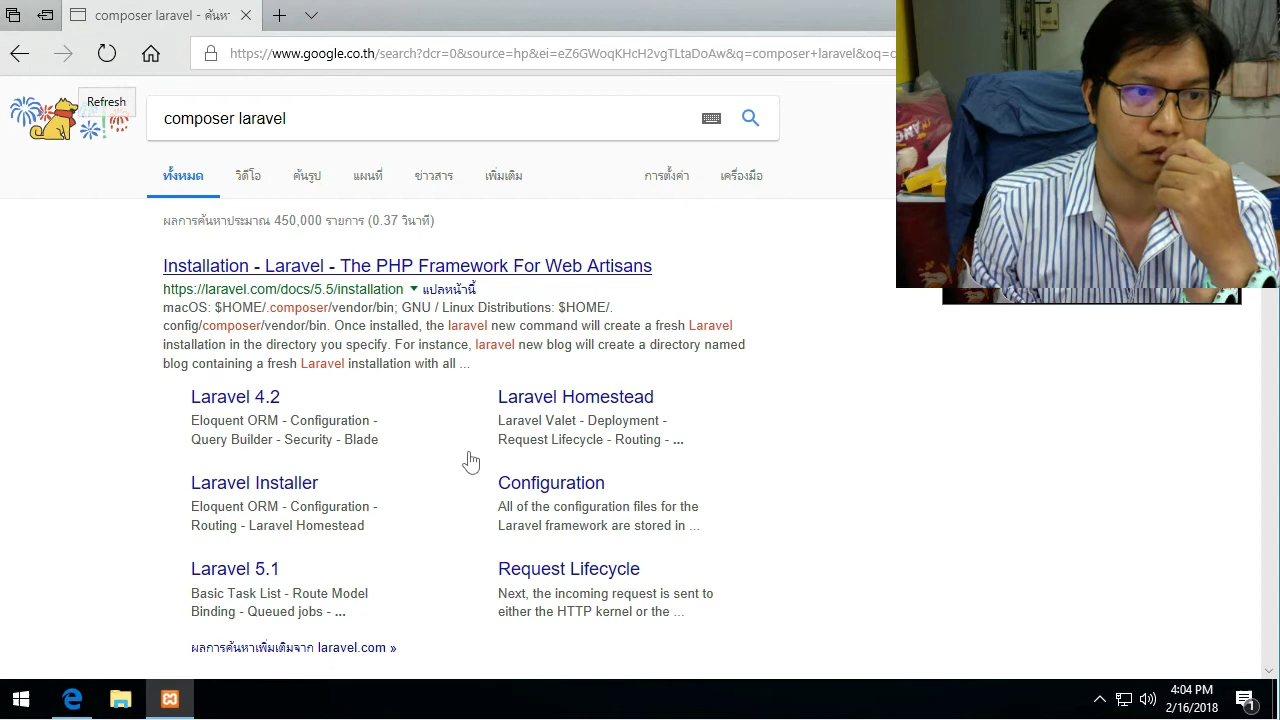 composer laravel - ค้นห
https://www.google.co.th/search?dcr=0&source=hp&ei=eZ6GWoqKHcH2vgTLtaDoAw&q=composer+laravel&oq=c
Refresh
composer laravel
ทั้งหมด วิดีโอ ค้นรูป แผนที่ ข่าวสาร เพิ่มเติม การตั้งค่า เครื่องมือ
ผลการค้นหาประมาณ 450,000 รายการ (0.37 วินาที)
Installation - Laravel - The PHP Framework For Web Artisans
https://laravel.com/docs/5.5/installation แปลหน้านี้
macOS: $HOME/.composer/vendor/bin; GNU / Linux Distributions: $HOME/.
config/composer/vendor/bin. Once installed, the laravel new command will create a fresh Laravel
installation in the directory you specify. For instance, laravel new blog will create a directory named
blog containing a fresh Laravel installation with all ...
Laravel 4.2
Eloquent ORM - Configuration -
Query Builder - Security - Blade
Laravel Homestead
Laravel Valet - Deployment -
Request Lifecycle - Routing - ...
Laravel Installer
Eloquent ORM - Configuration -
Routing - Laravel Homestead
Configuration
All of the configuration files for the
Laravel framework are stored in ...
Laravel 5.1
Basic Task List - Route Model
Binding - Queued jobs - ...
Request Lifecycle
Next, the incoming request is sent to
either the HTTP kernel or the ...
ผลการค้นหาเพิ่มเติมจาก laravel.com »
4:04 PM
2/16/2018
1